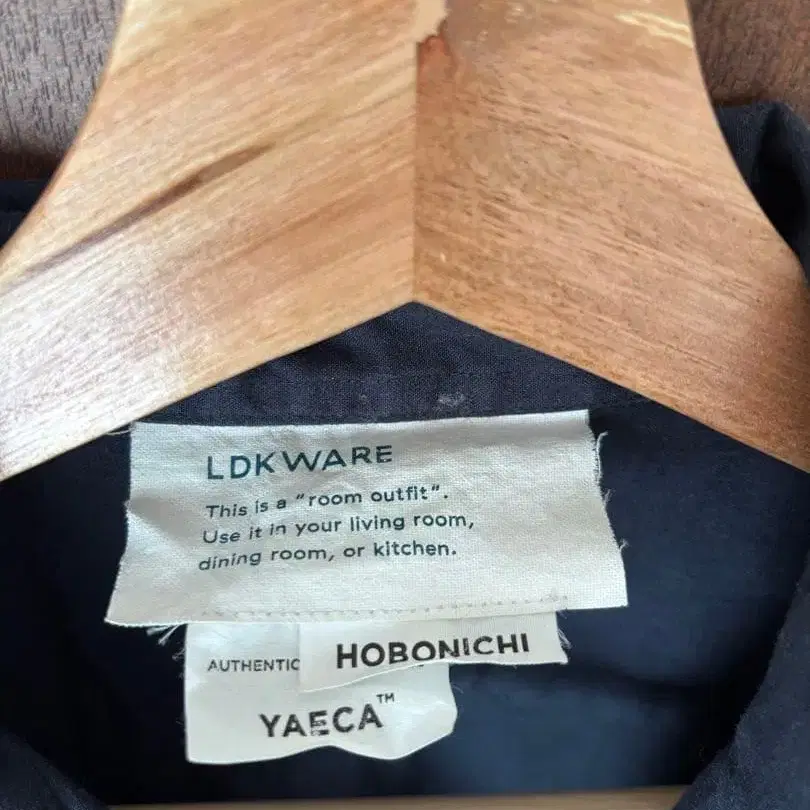 LDKWARE
This is a "room outfit".
Use it in your living room,
dining room, or kitchen.
HOBONICHI
AUTHENTIC
YAECA™